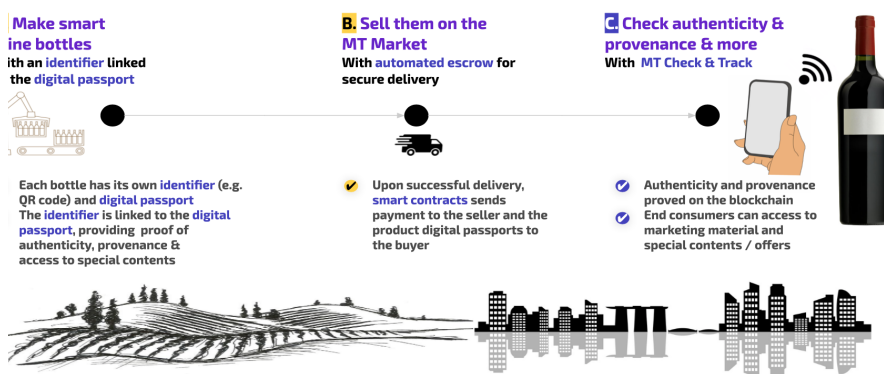 Make smart
ine bottles
ith an identifier linked
the digital passport
Each bottle has its own identifier (e.g.
QR code) and digital passport
The identifier is linked to the digital
passport, providing proof of
authenticity, provenance &
access to special contents
B. Sell them on the
MT Market
With automated escrow for
secure delivery
Upon successful delivery,
smart contracts sends
payment to the seller and the
product digital passports to
the buyer
C. Check authenticity &
provenance & more
With MT Check & Track
Authenticity and provenance
proved on the blockchain
End consumers can access to
marketing material and
special contents / offers